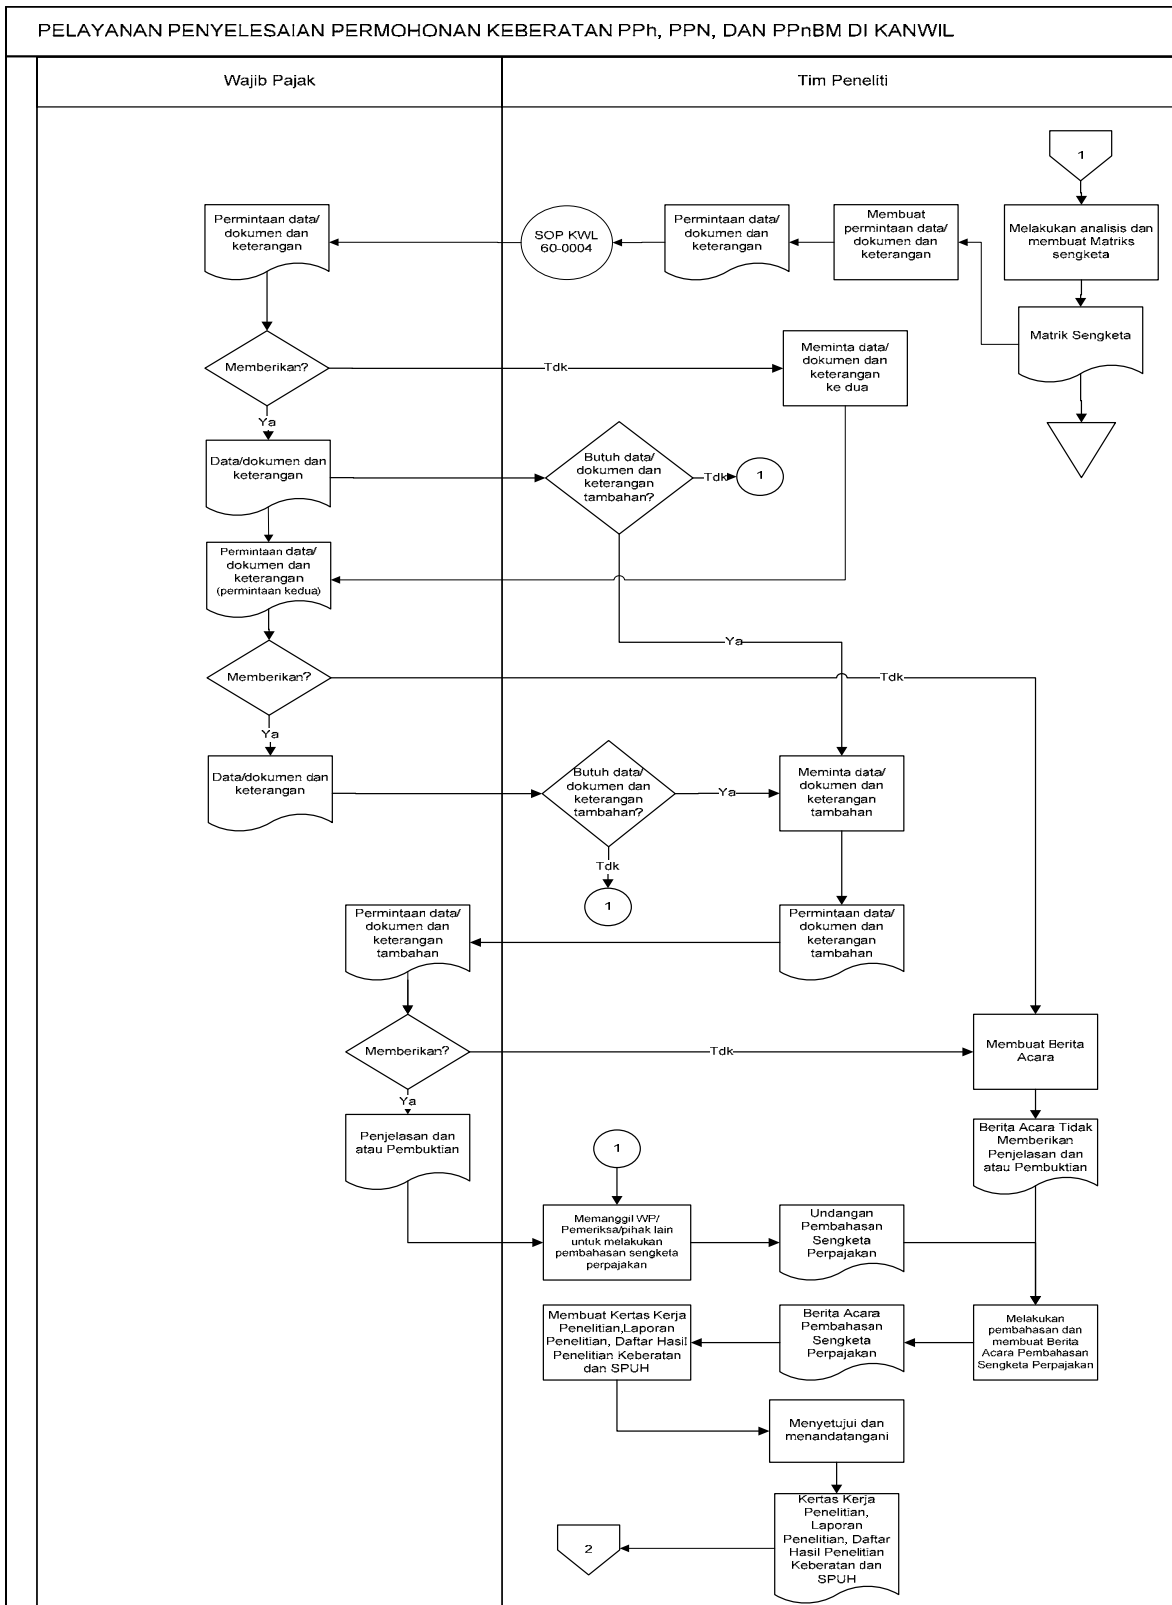 PELAYANAN PENYELESAIAN PERMOHONAN KEBERATAN PPh, PPN, DAN PPnBM DI KANWIL
Wajib Pajak
Tim Peneliti
1
Melakukan analisis dan
membuat Matriks
sengketa
Membuat
permintaan data/
dokumen dan
keterangan
Permintaan data/
dokumen dan
keterangan
SOP KWL
60-0004
Permintaan data/
dokumen dan
keterangan
Matrik Sengketa
Memberikan?
Tdk
Meminta data/
dokumen dan
keterangan
ke dua
Ya
Data/dokumen dan
keterangan
Butuh data/
dokumen dan
keterangan
tambahan?
Tdk
1
Permintaan data/
dokumen dan
keterangan
(permintaan kedua)
Ya
Memberikan?
Tdk
Ya
Data/dokumen dan
keterangan
Butuh data/
dokumen dan
keterangan
tambahan?
Ya
Meminta data/
dokumen dan
keterangan
tambahan
Tdk
1
Permintaan data/
dokumen dan
keterangan
tambahan
Permintaan data/
dokumen dan
keterangan
tambahan
Memberikan?
Tdk
Membuat Berita
Acara
Ya
Penjelasan dan
atau Pembuktian
1
Berita Acara Tidak
Memberikan
Penjelasan dan
atau Pembuktian
Memanggil WP/
Pemeriksa/pihak lain
untuk melakukan
pembahasan sengketa
perpajakan
Undangan
Pembahasan
Sengketa
Perpajakan
Membuat Kertas Kerja
Penelitian,Laporan
Penelitian, Daftar Hasil
Penelitian Keberatan
dan SPUH
Berita Acara
Pembahasan
Sengketa
Perpajakan
Melakukan
pembahasan dan
membuat Berita
Acara Pembahasan
Sengketa Perpajakan
Menyetujui dan
menandatangani
Kertas Kerja
Penelitian,
Laporan
Penelitian, Daftar
Hasil Penelitian
Keberatan dan
SPUH
2